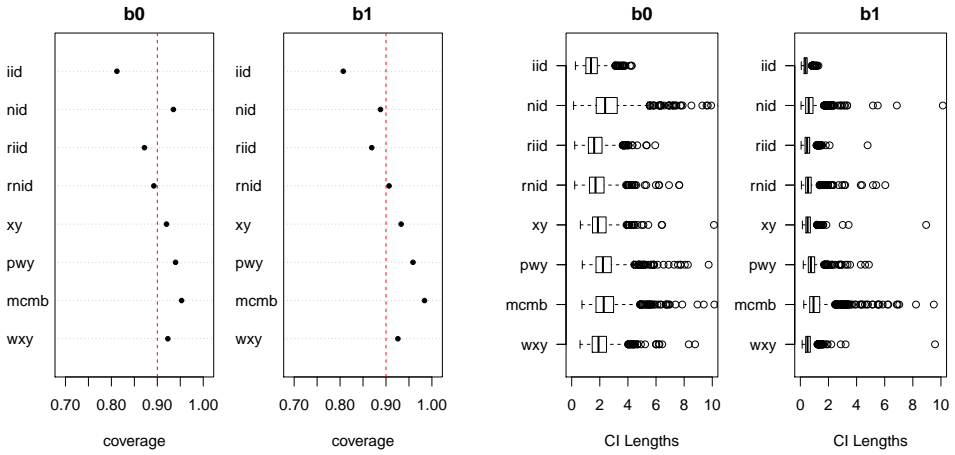 b0 b1 b0 b1
iid iid iid iid
nid nid nid nid
riid riid riid riid
rnid rnid rnid rnid
xy xy xy xy
pwy pwy pwy pwy
mcmb mcmb mcmb mcmb
wxy wxy wxy wxy
0.70 0.80 0.90 1.00 0.70 0.80 0.90 1.00 0 2 4 6 8 10 0 2 4 6 8 10
coverage coverage CI Lengths CI Lengths